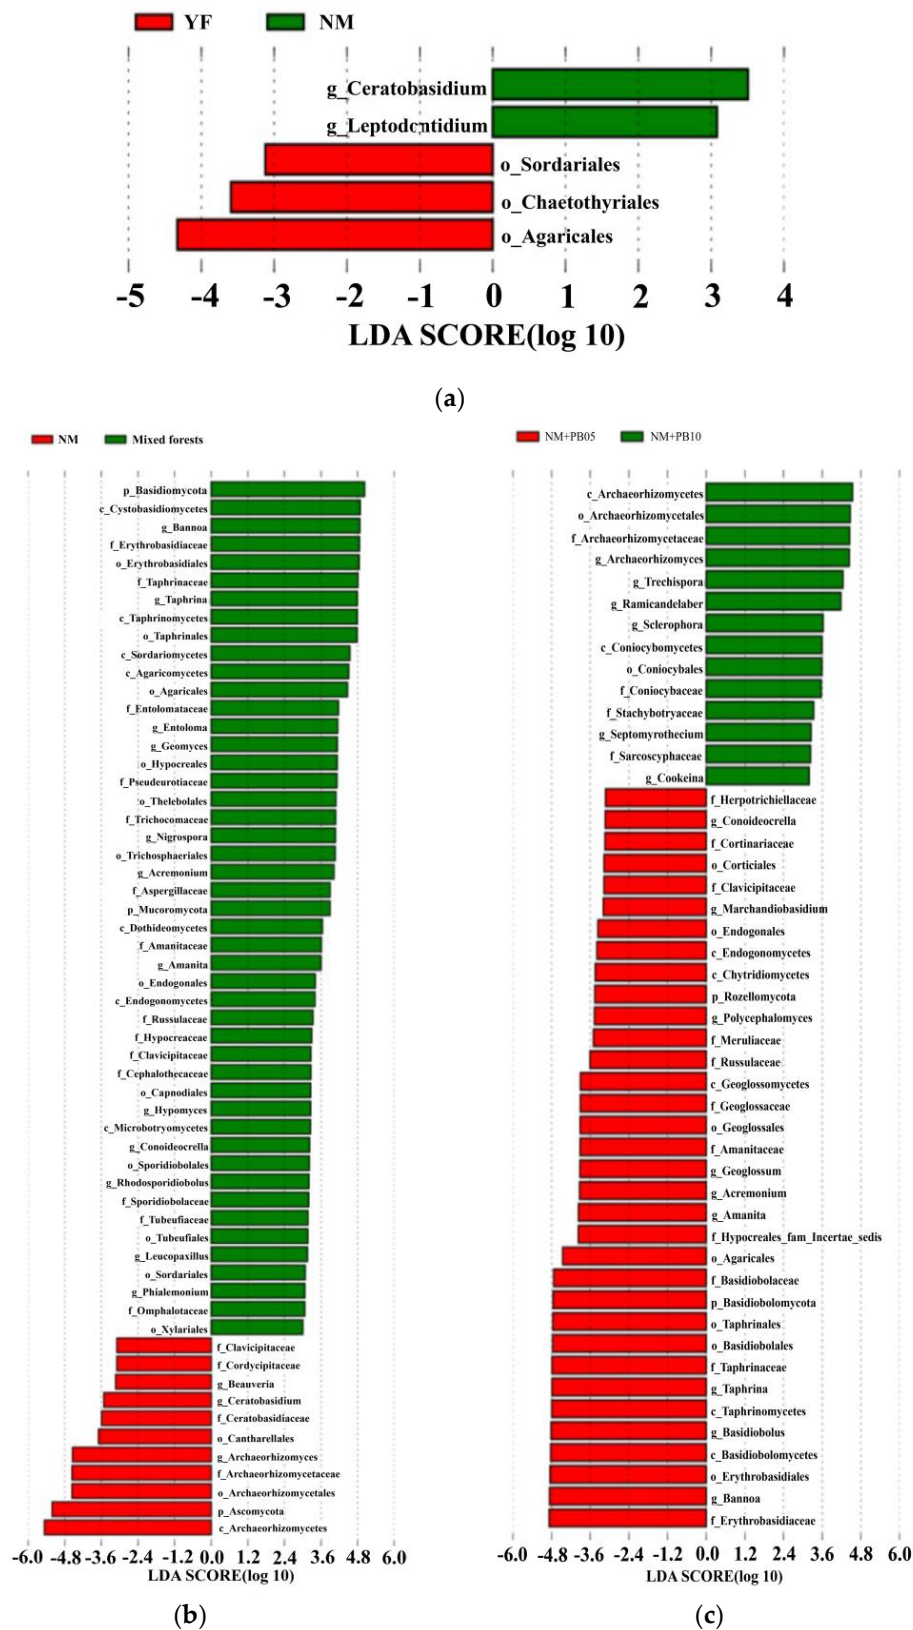 YF NM
g_Ceratobasidium
g_Leptodontidium
o_Sordariales
o_Chaetothyriales
o_Agaricales
-5 -4 -3 -2 -1 0 1 2 3 4
LDA SCORE(log 10)
(a)
NM Mixed forests
p_Basidiomycota
c_Cystobasidiomycetes
g_Bannoa
f_Erythrobasidiaceae
o_Erythrobasidiales
f_Taphrinaceae
g_Taphrina
c_Taphrinomycetes
o_Taphrinales
c_Sordariomycetes
c_Agaricomycetes
o_Agaricales
f_Entolomataceae
g_Entoloma
g_Geomyces
o_Hypocreales
f_Pseudeurotiaceae
o_Thelebolales
f_Trichocomaceae
g_Nigrospora
o_Trichosphaeriales
g_Acremonium
f_Aspergillaceae
p_Mucoromycota
c_Dothideomycetes
f_Amanitaceae
g_Amanita
o_Endogonales
c_Endogonomycetes
f_Russulaceae
f_Hypocreaceae
f_Clavicipitaceae
f_Cephalothecaceae
o_Capnodiales
g_Hypomyces
c_Microbotryomycetes
g_Conoideocrella
o_Sporidiobolales
g_Rhodosporidiobolus
f_Sporidiobolaceae
f_Tubeufiaceae
o_Tubeufiales
g_Leucopaxillus
o_Sordariales
g_Phialemonium
f_Omphalotaceae
o_Xylariales
f_Clavicipitaceae
f_Cordycipitaceae
g_Beauveria
g_Ceratobasidium
f_Ceratobasidiaceae
o_Cantharellales
g_Archaeorhizomyces
f_Archaeorhizomycetaceae
o_Archaeorhizomycetales
p_Ascomycota
c_Archaeorhizomycetes
-6.0 -4.8 -3.6 -2.4 -1.2 0.0 1.2 2.4 3.6 4.8 6.0
LDA SCORE(log 10)
(b)
NM+PB05 NM+PB10
c_Archaeorhizomycetes
o_Archaeorhizomycetales
f_Archaeorhizomycetaceae
g_Archaeorhizomyces
g_Trechispora
g_Ramicandelaber
g_Sclerophora
c_Coniocybomycetes
o_Coniocybales
f_Coniocybaceae
f_Stachybotryaceae
g_Septomyrothecium
f_Sarcoscyphaceae
g_Cookeina
f_Herpotrichiellaceae
g_Conoideocrella
f_Cortinariaceae
o_Corticiales
f_Clavicipitaceae
g_Marchandiobasidium
o_Endogonales
c_Endogonomycetes
c_Chytridiomycetes
p_Rozellomycota
g_Polycephalomyces
f_Meruliaceae
f_Russulaceae
c_Geoglossomycetes
f_Geoglossaceae
o_Geoglossales
f_Amanitaceae
g_Geoglossum
g_Acremonium
g_Amanita
f_Hypocreales_fam_Incertae_sedis
o_Agaricales
f_Basidiobolaceae
p_Basidiobolomycota
o_Taphrinales
o_Basidiobolales
f_Taphrinaceae
g_Taphrina
c_Taphrinomycetes
g_Basidiobolus
c_Basidiobolomycetes
o_Erythrobasidiales
g_Bannoa
f_Erythrobasidiaceae
-6.0 -4.8 -3.6 -2.4 -1.2 0.0 1.2 2.4 3.6 4.8 6.0
LDA SCORE(log 10)
(c)